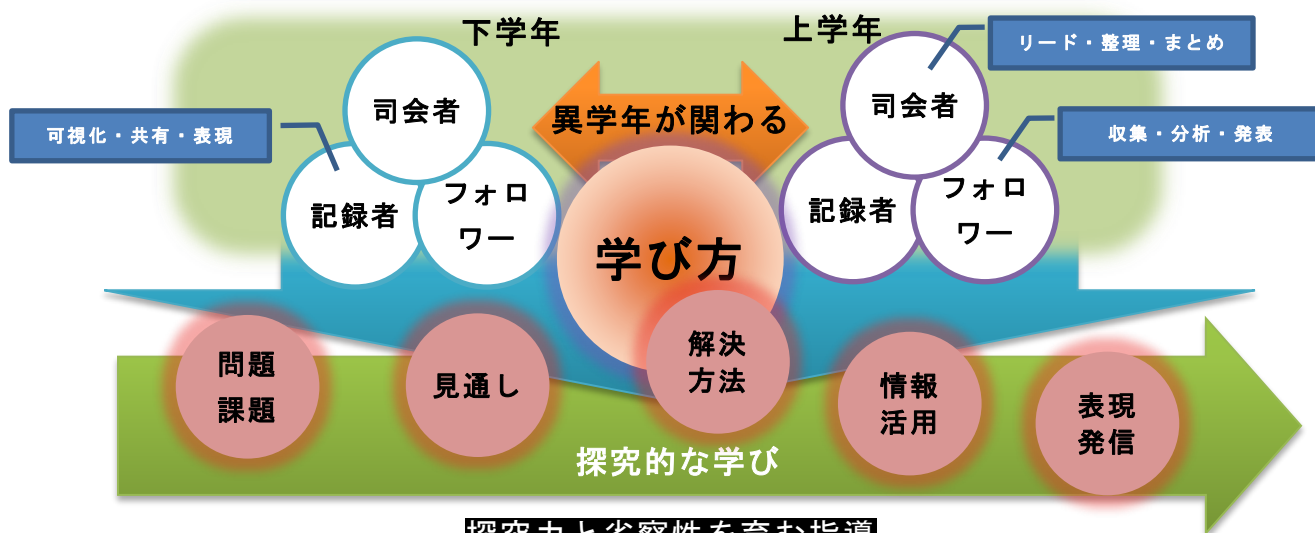 下学年
上学年
リード・整理・まとめ
司会者
司会者
異学年が関わる
可視化・共有・表現
収集・分析・発表
記録者
フォロ
ワー
記録者
フォロ
ワー
学び方
問題
課題
見通し
解決
方法
情報
活用
表現
発信
探究的な学び